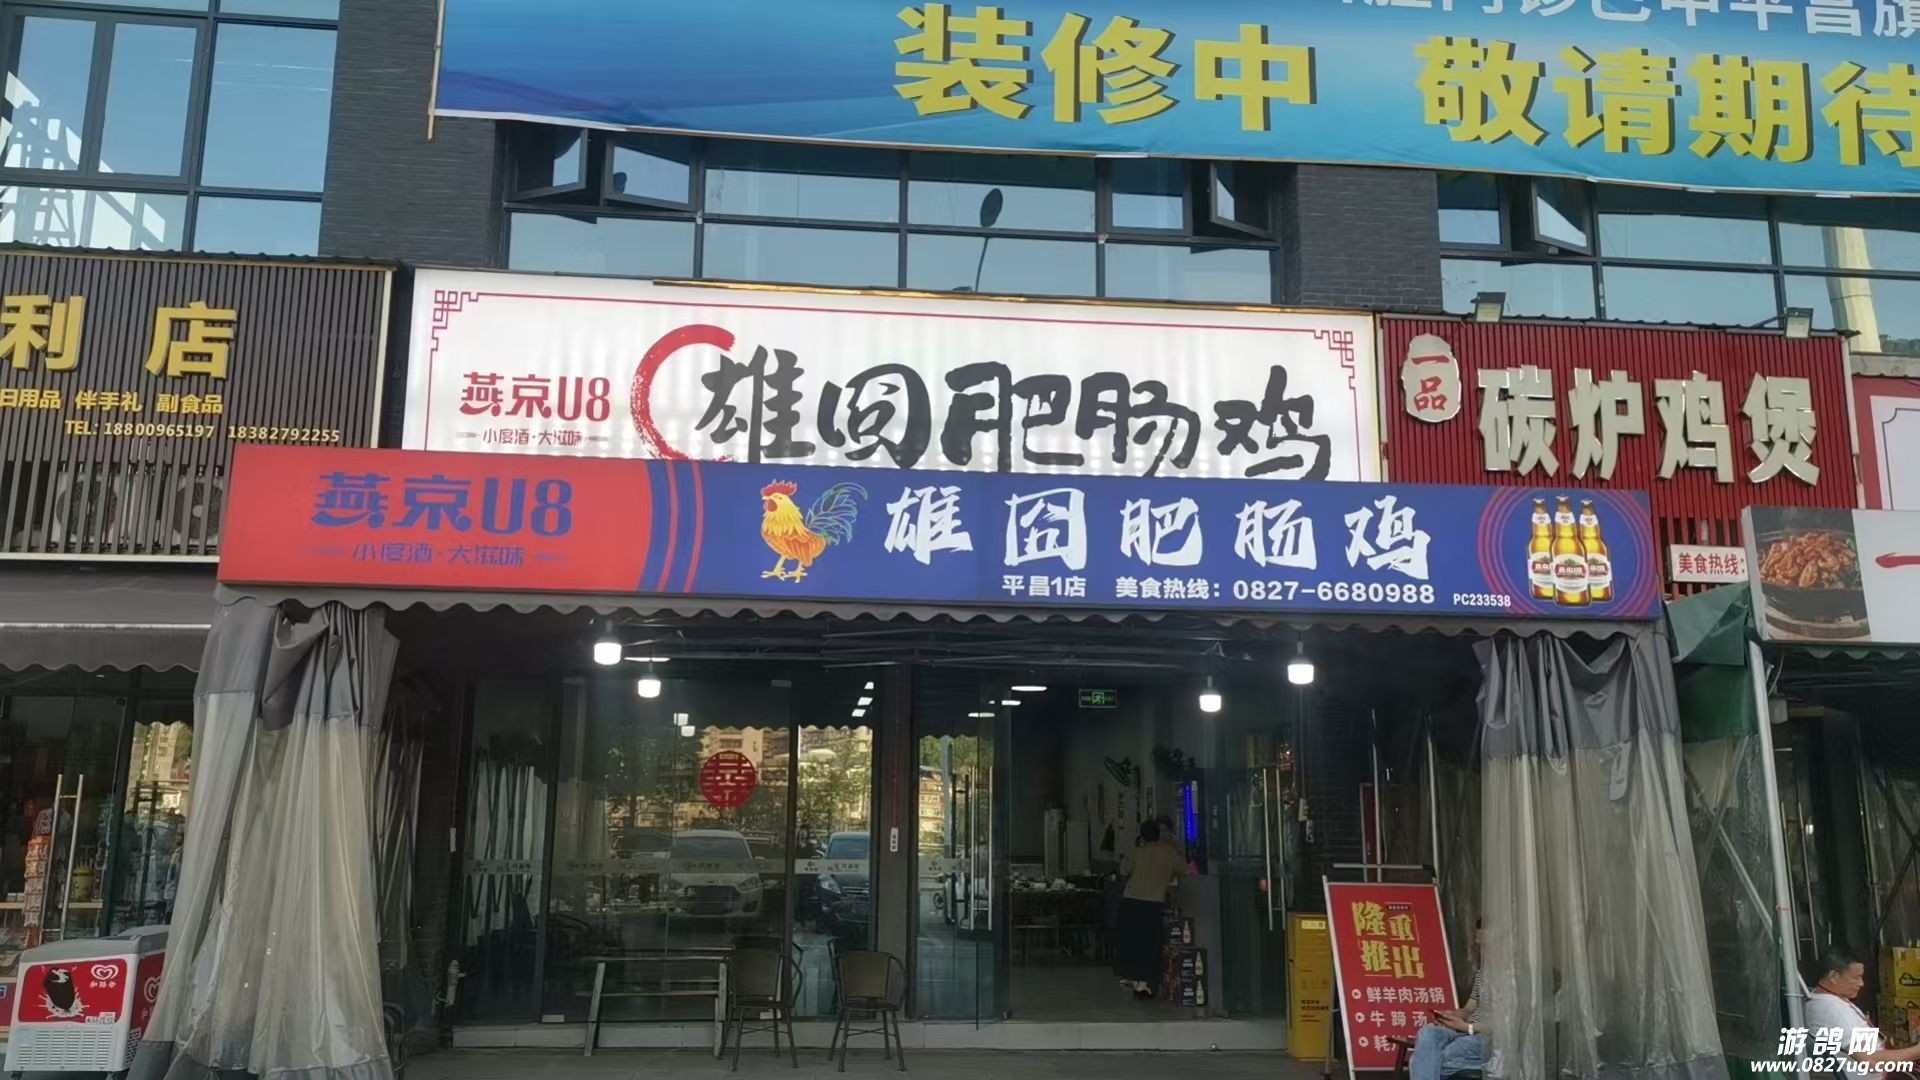 装修中 敬请期待
利店
日用品 伴手礼 副食品
TEL: 18800965197 18382792255
燕京U8
小度酒·大滋味
雄囧肥肠鸡
一品
碳炉鸡煲
燕京U8
小度酒·大滋味
雄囧肥肠鸡
平昌1店 美食热线：0827-6680988
PC233538
美食热线：
隆重
推出
鲜羊肉汤锅
牛蹄汤
游鸽网
www.0827ug.com